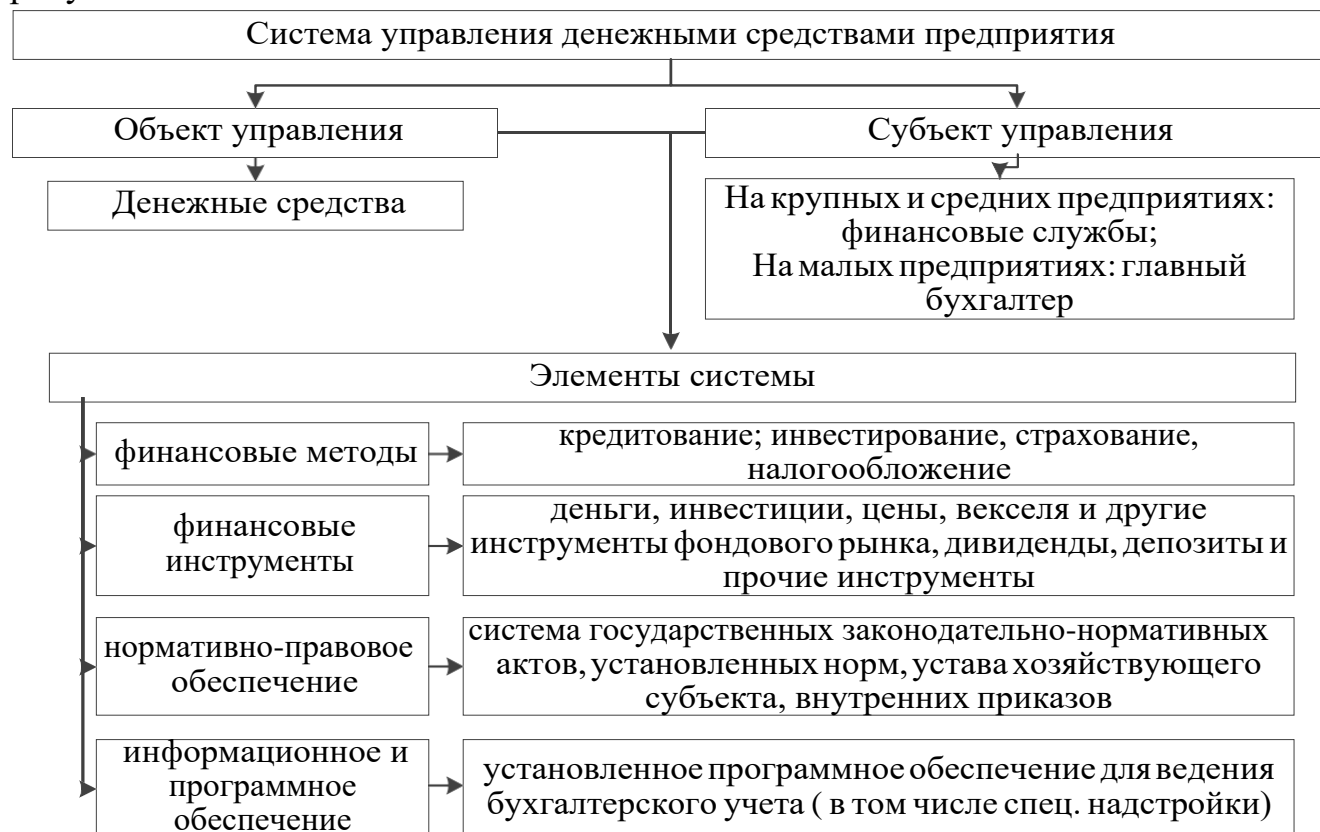 Система управления денежными средствами предприятия
Объект управления
Субъект управления
Денежные средства
На крупных и средних предприятиях:
финансовые службы;
На малых предприятиях: главный
бухгалтер
Элементы системы
финансовые методы
кредитование; инвестирование, страхование,
налогообложение
финансовые
инструменты
деньги, инвестиции, цены, векселя и другие
инструменты фондового рынка, дивиденды, депозиты и
прочие инструменты
нормативно-правовое
обеспечение
система государственных законодательно-нормативных
актов, установленных норм, устава хозяйствующего
субъекта, внутренних приказов
информационное и
программное
обеспечение
установленное программное обеспечение для ведения
бухгалтерского учета ( в том числе спец. надстройки)